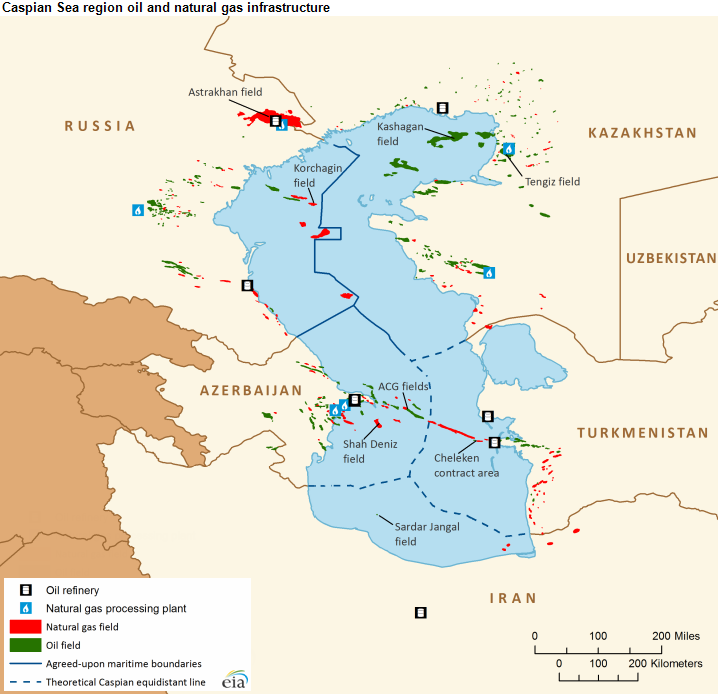 Caspian Sea region oil and natural gas infrastructure
Astrakhan field
RUSSIA
Kashagan
field
KAZAKHSTAN
Korchagin
field
Tengiz field
UZBEKISTAN
AZERBAIJAN
ACG fields
Shah Deniz
field
Cheleken
contract area
TURKMENISTAN
Sardar Jangal
field
IRAN
Oil refinery
Natural gas processing plant
Natural gas field
Oil field
Agreed-upon maritime boundaries
Theoretical Caspian equidistant line
eia
0 100 200 Miles
0 100 200 Kilometers